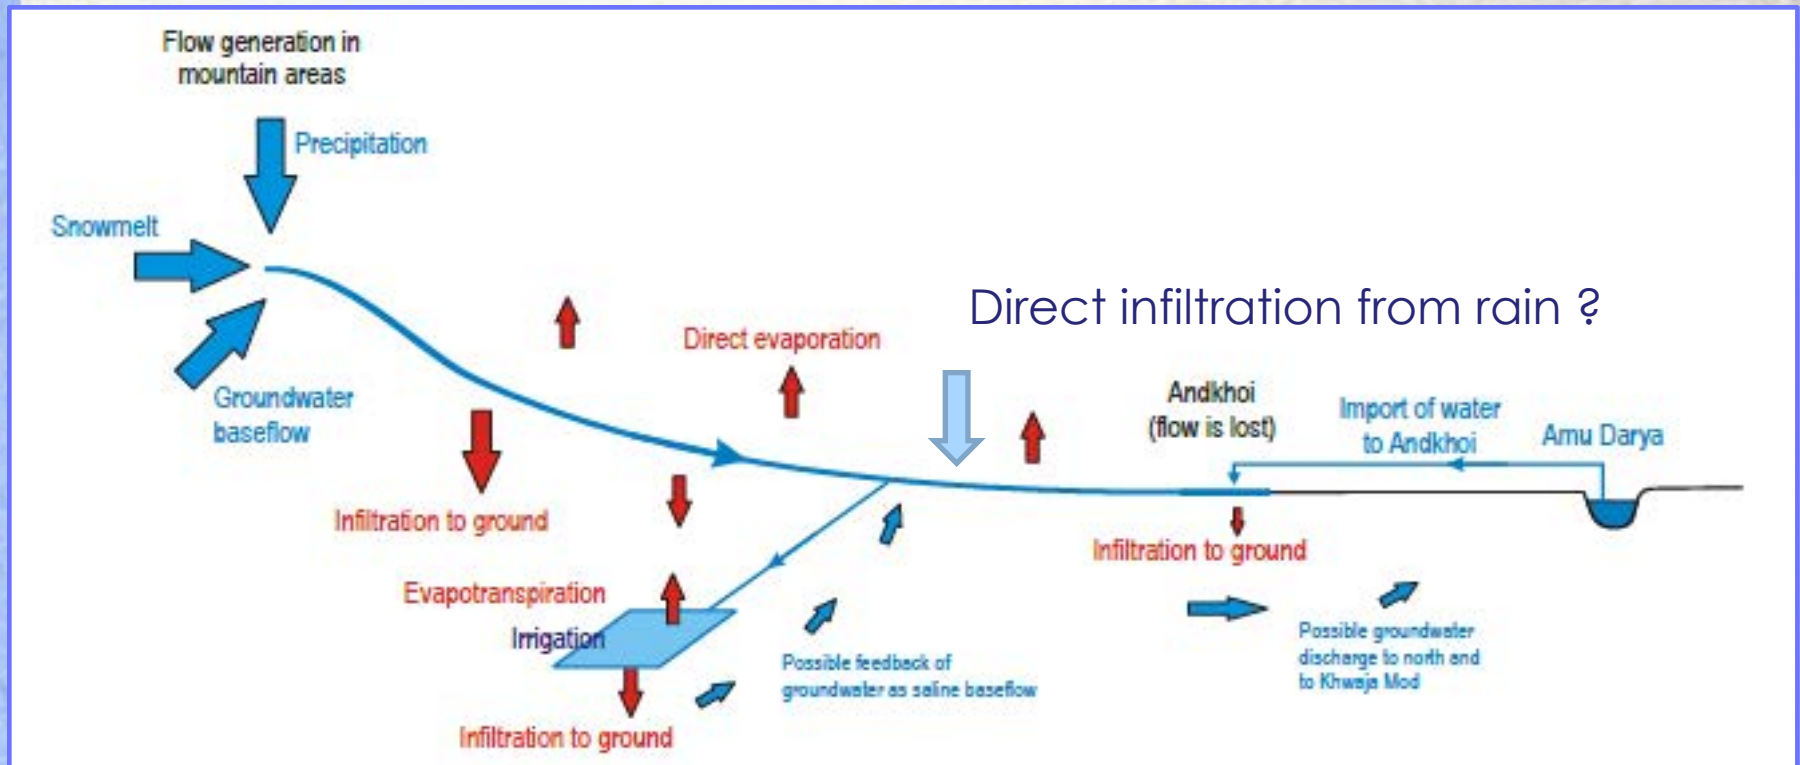 Flow generation in
mountain areas
Precipitation
Snowmelt
Groundwater
baseflow
Direct infiltration from rain ?
Direct evaporation
Andkhoi
(flow is lost)
Import of water
to Andkhoi
Amu Darya
Infiltration to ground
Infiltration to ground
Evapotranspiration
Irrigation
Possible feedback of
groundwater as saline baseflow
Possible groundwater
discharge to north and
to Khwaja Mod
Infiltration to ground